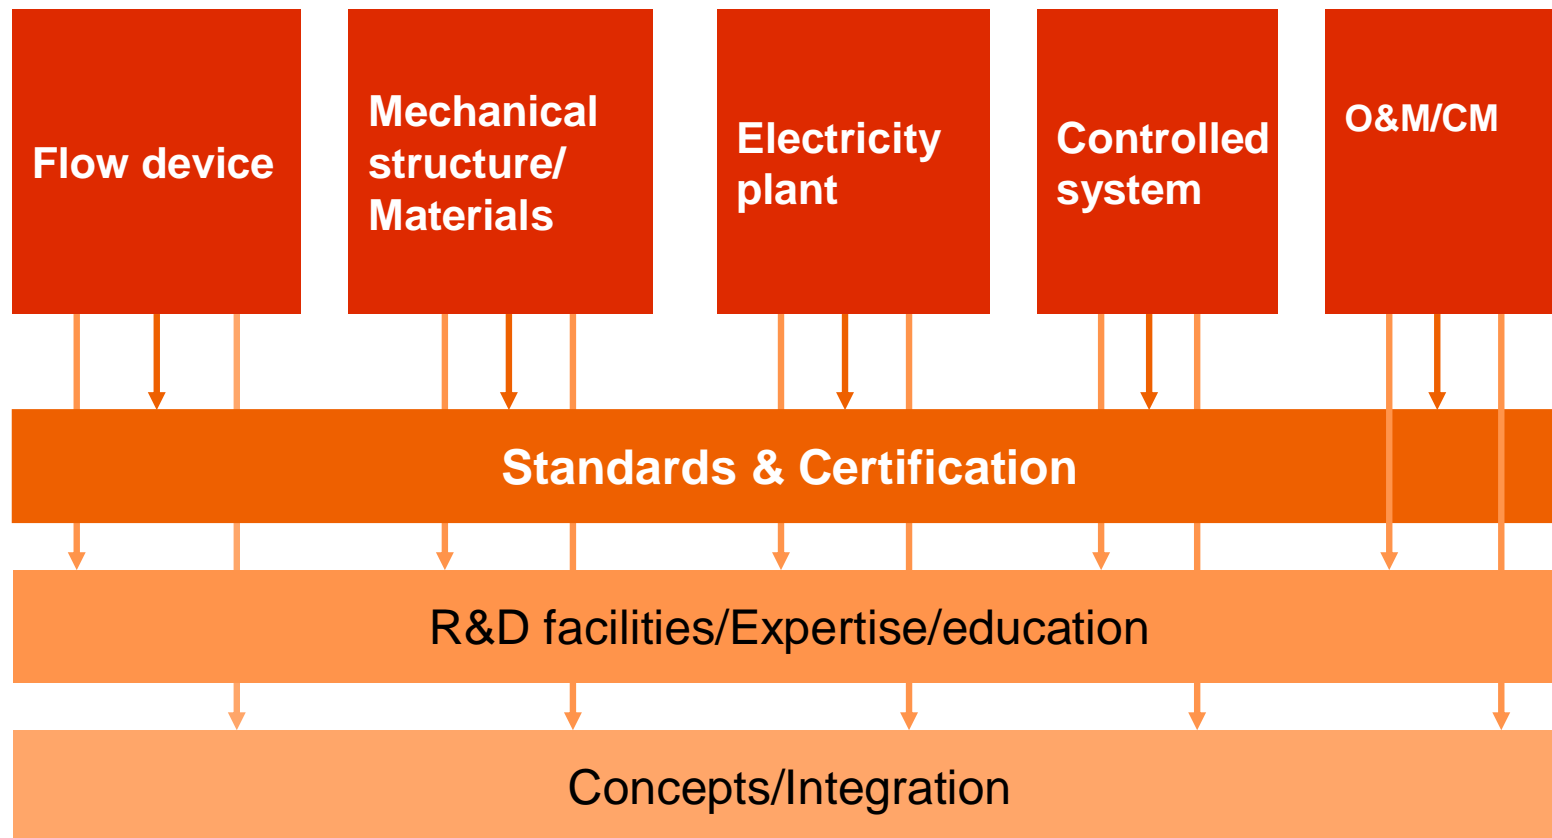 Flow device
Mechanical
structure/
Materials
Electricity
plant
Controlled
system
O&M/CM
Standards & Certification
R&D facilities/Expertise/education
Concepts/Integration